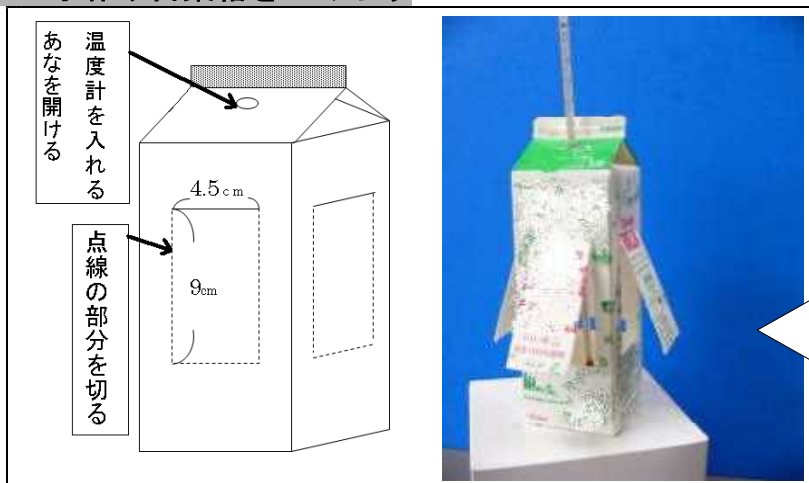 温度計を入れる
あなを開ける
4.5cm
点線の部分を切る
9cm